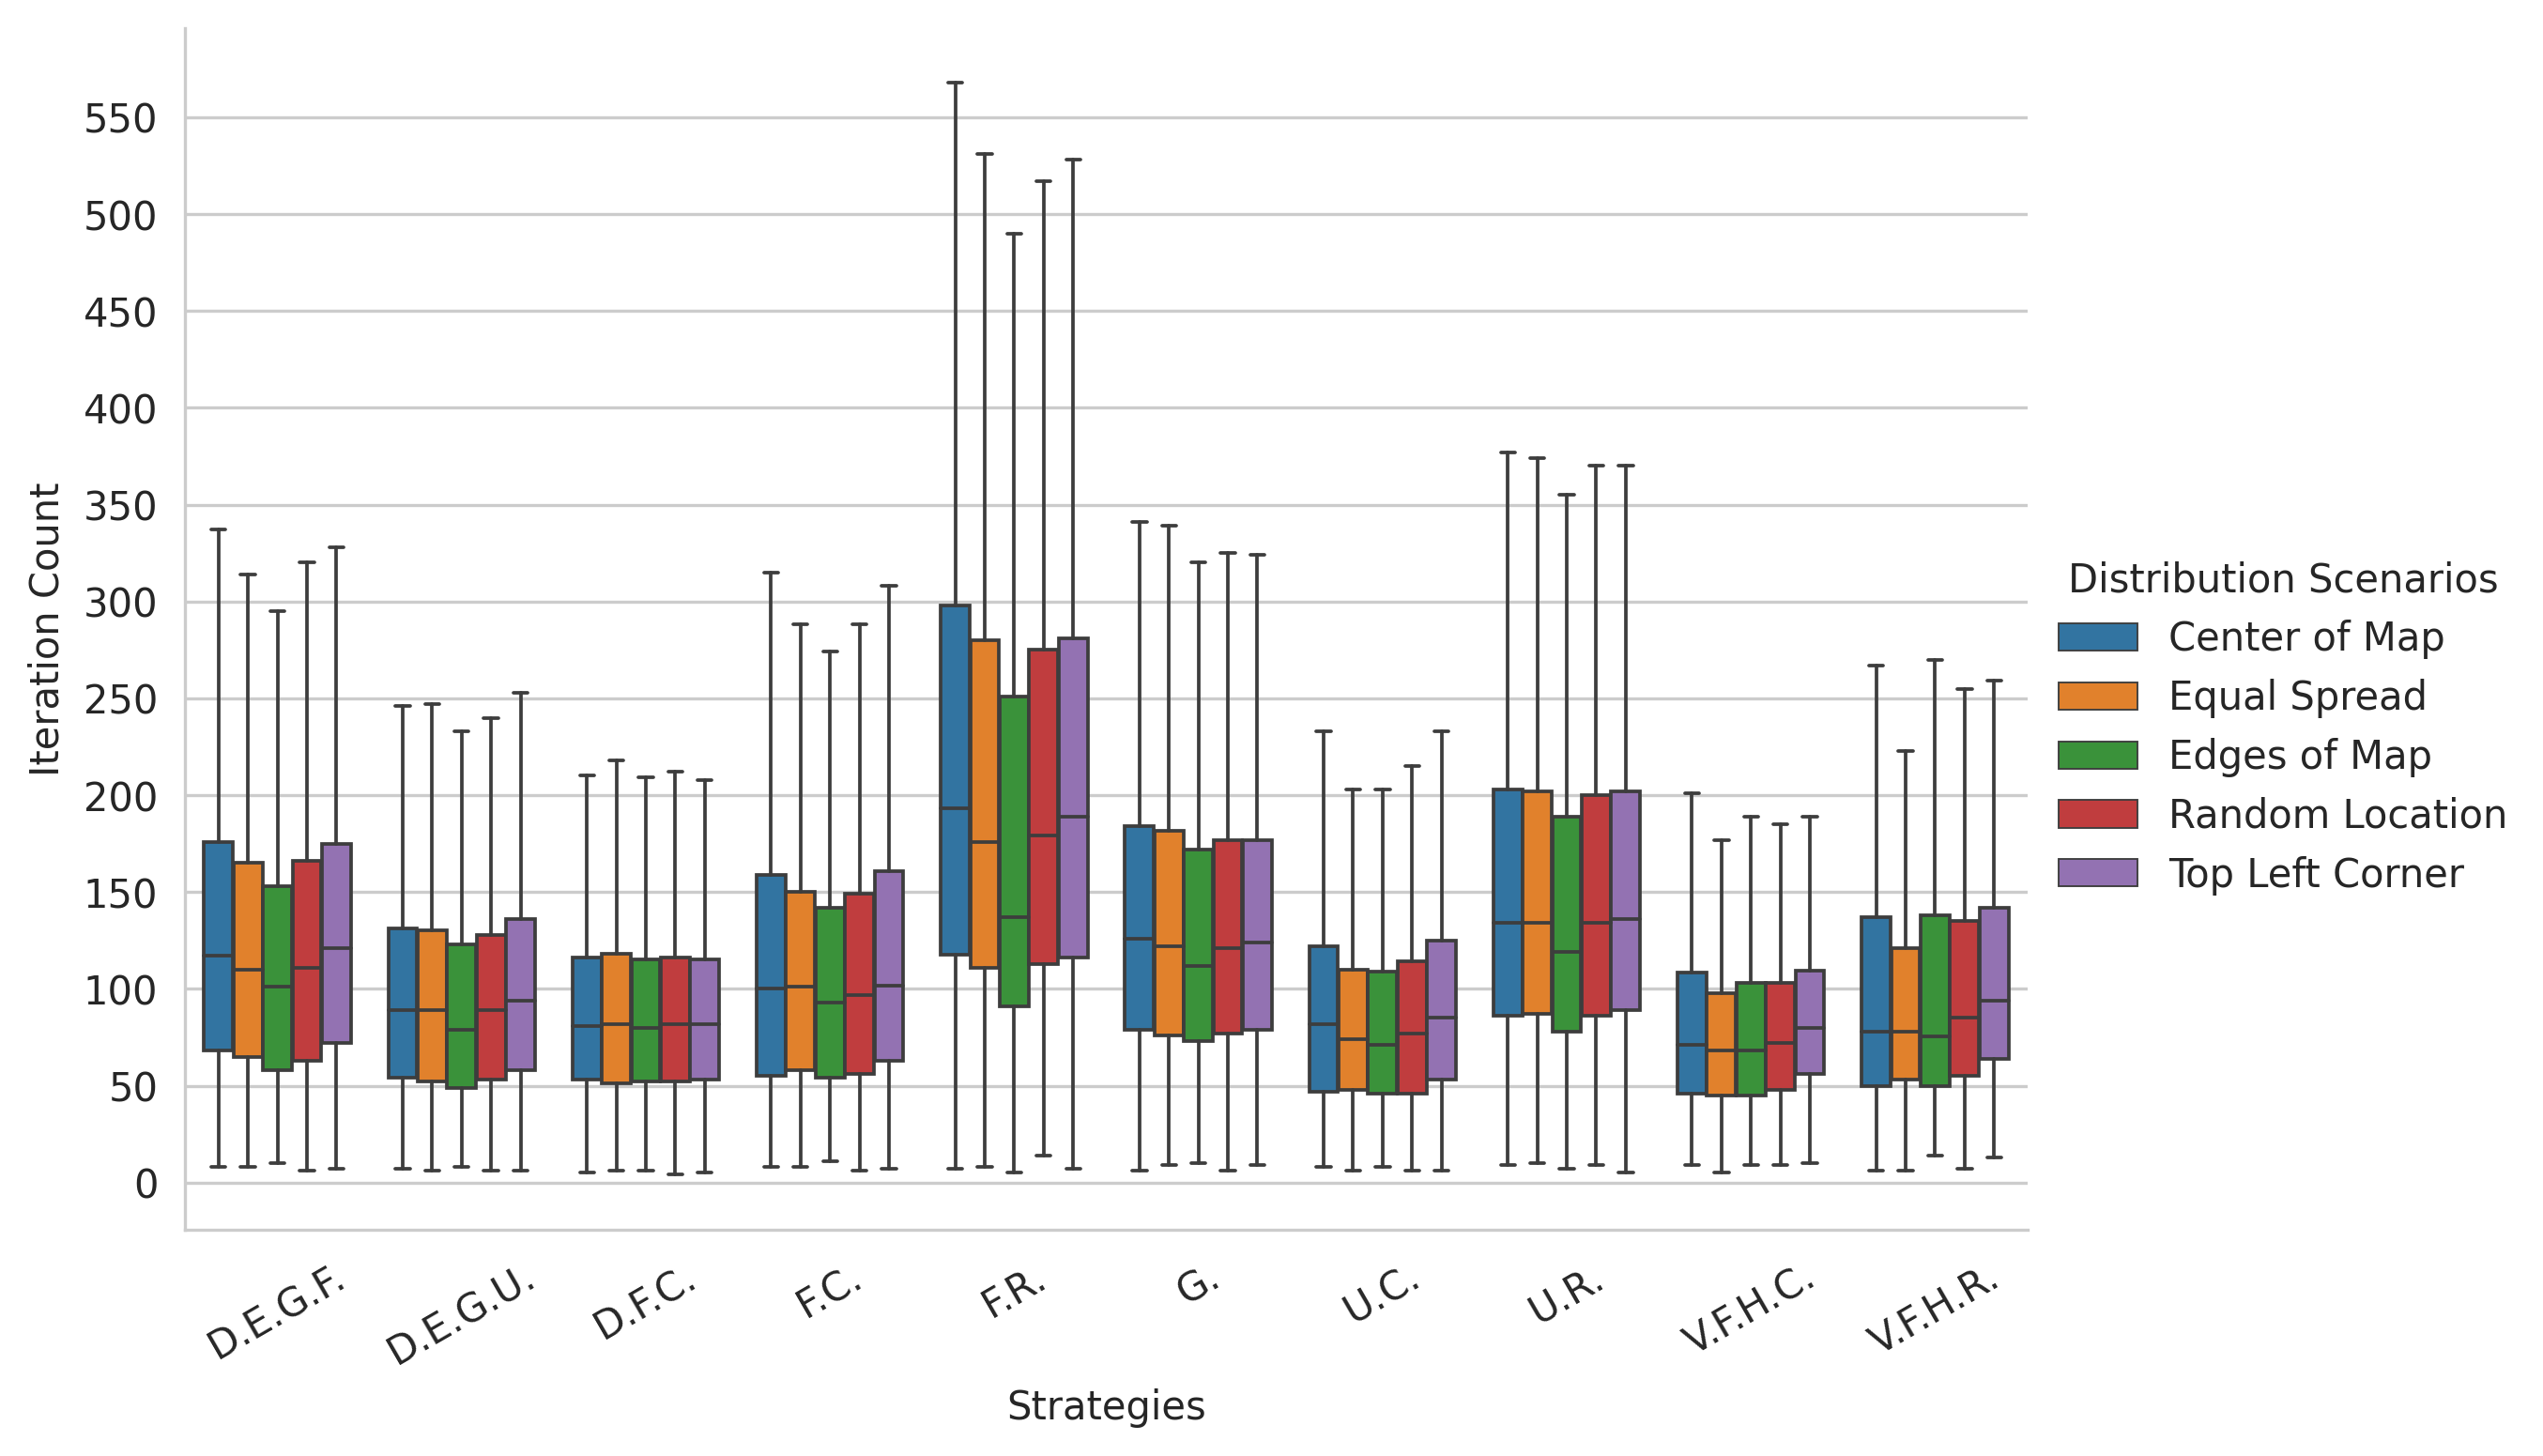 550
500
450
400
350
300
250
200
150
100
50
0
Iteration Count
D.E.G.F.
D.E.G.U.
D.F.C.
F.C.
F.R.
G.
U.C.
U.R.
V.F.H.C.
V.F.H.R.
Strategies
Distribution Scenarios
Center of Map
Equal Spread
Edges of Map
Random Location
Top Left Corner